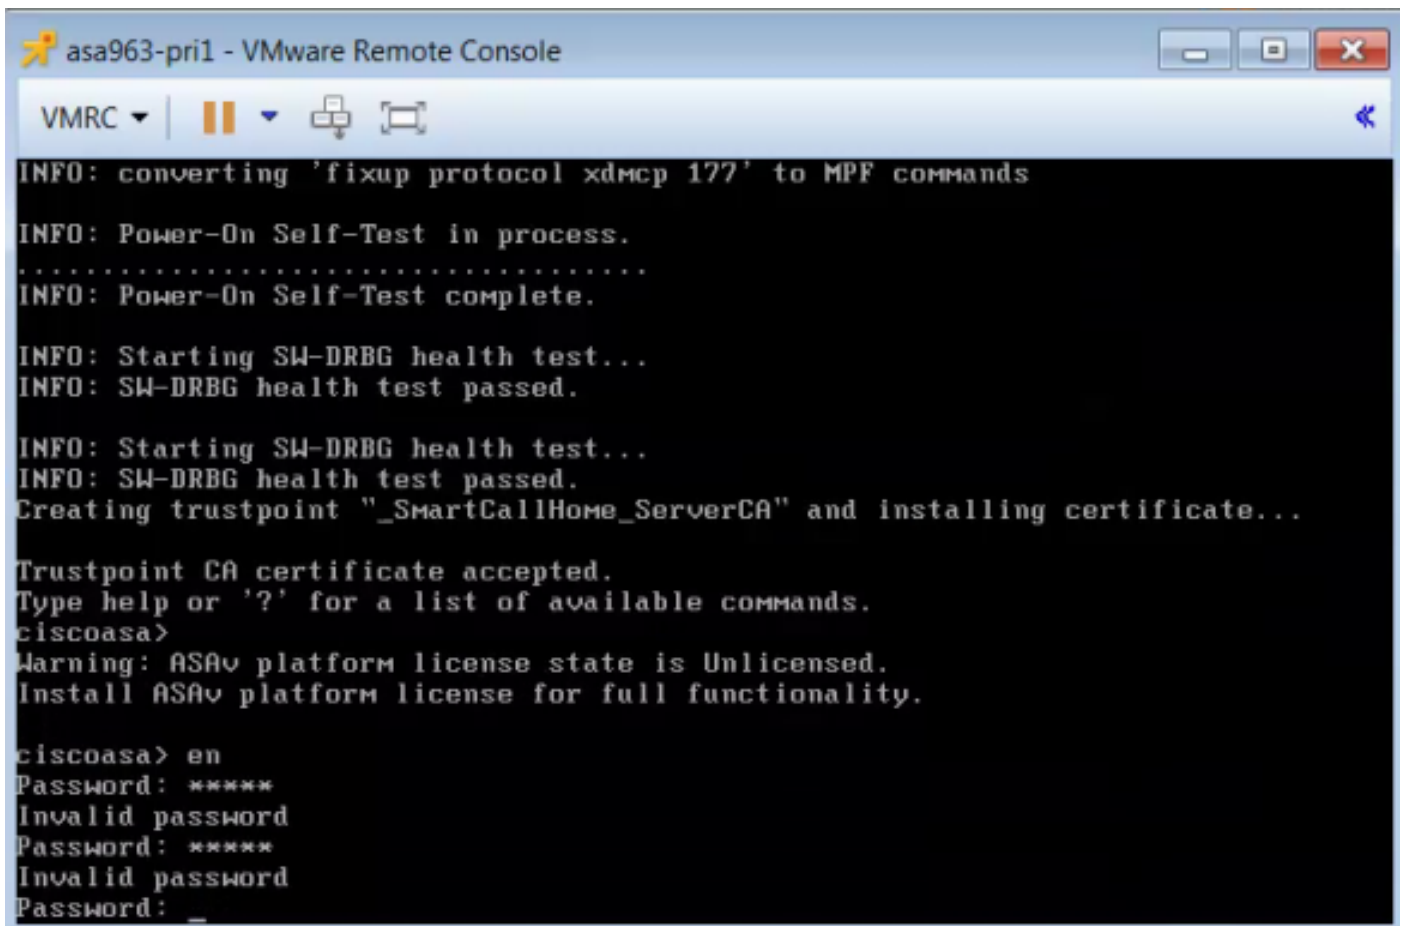 asa963-pri1 - VMware Remote Console
VMRC
INFO: converting 'fixup protocol xdmcp 177' to MPF commands
INFO: Power-On Self-Test in process.
.....................................
INFO: Power-On Self-Test complete.
INFO: Starting SW-DRBG health test...
INFO: SW-DRBG health test passed.
INFO: Starting SW-DRBG health test...
INFO: SW-DRBG health test passed.
Creating trustpoint "_SmartCallHome_ServerCA" and installing certificate...
Trustpoint CA certificate accepted.
Type help or '?' for a list of available commands.
ciscoasa>
Warning: ASAv platform license state is Unlicensed.
Install ASAv platform license for full functionality.
ciscoasa> en
Password: *****
Invalid password
Password: *****
Invalid password
Password: _